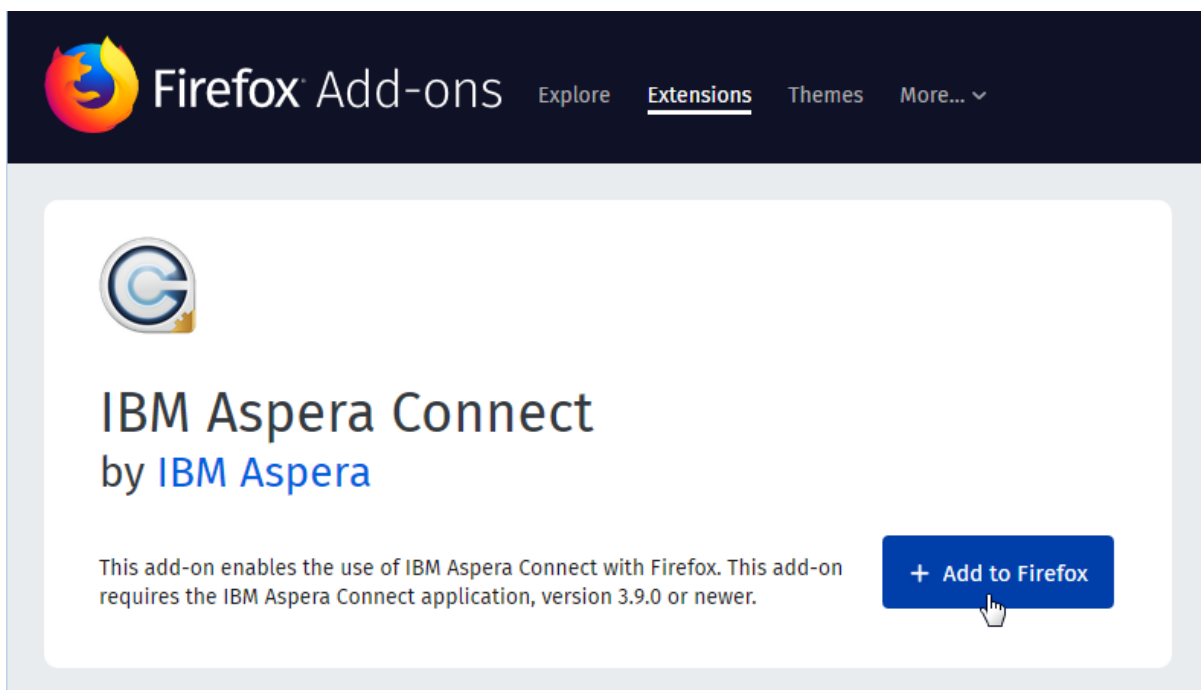 Firefox Add-ons Explore Extensions Themes More...
IBM Aspera Connect
by IBM Aspera
This add-on enables the use of IBM Aspera Connect with Firefox. This add-on
requires the IBM Aspera Connect application, version 3.9.0 or newer.
+ Add to Firefox